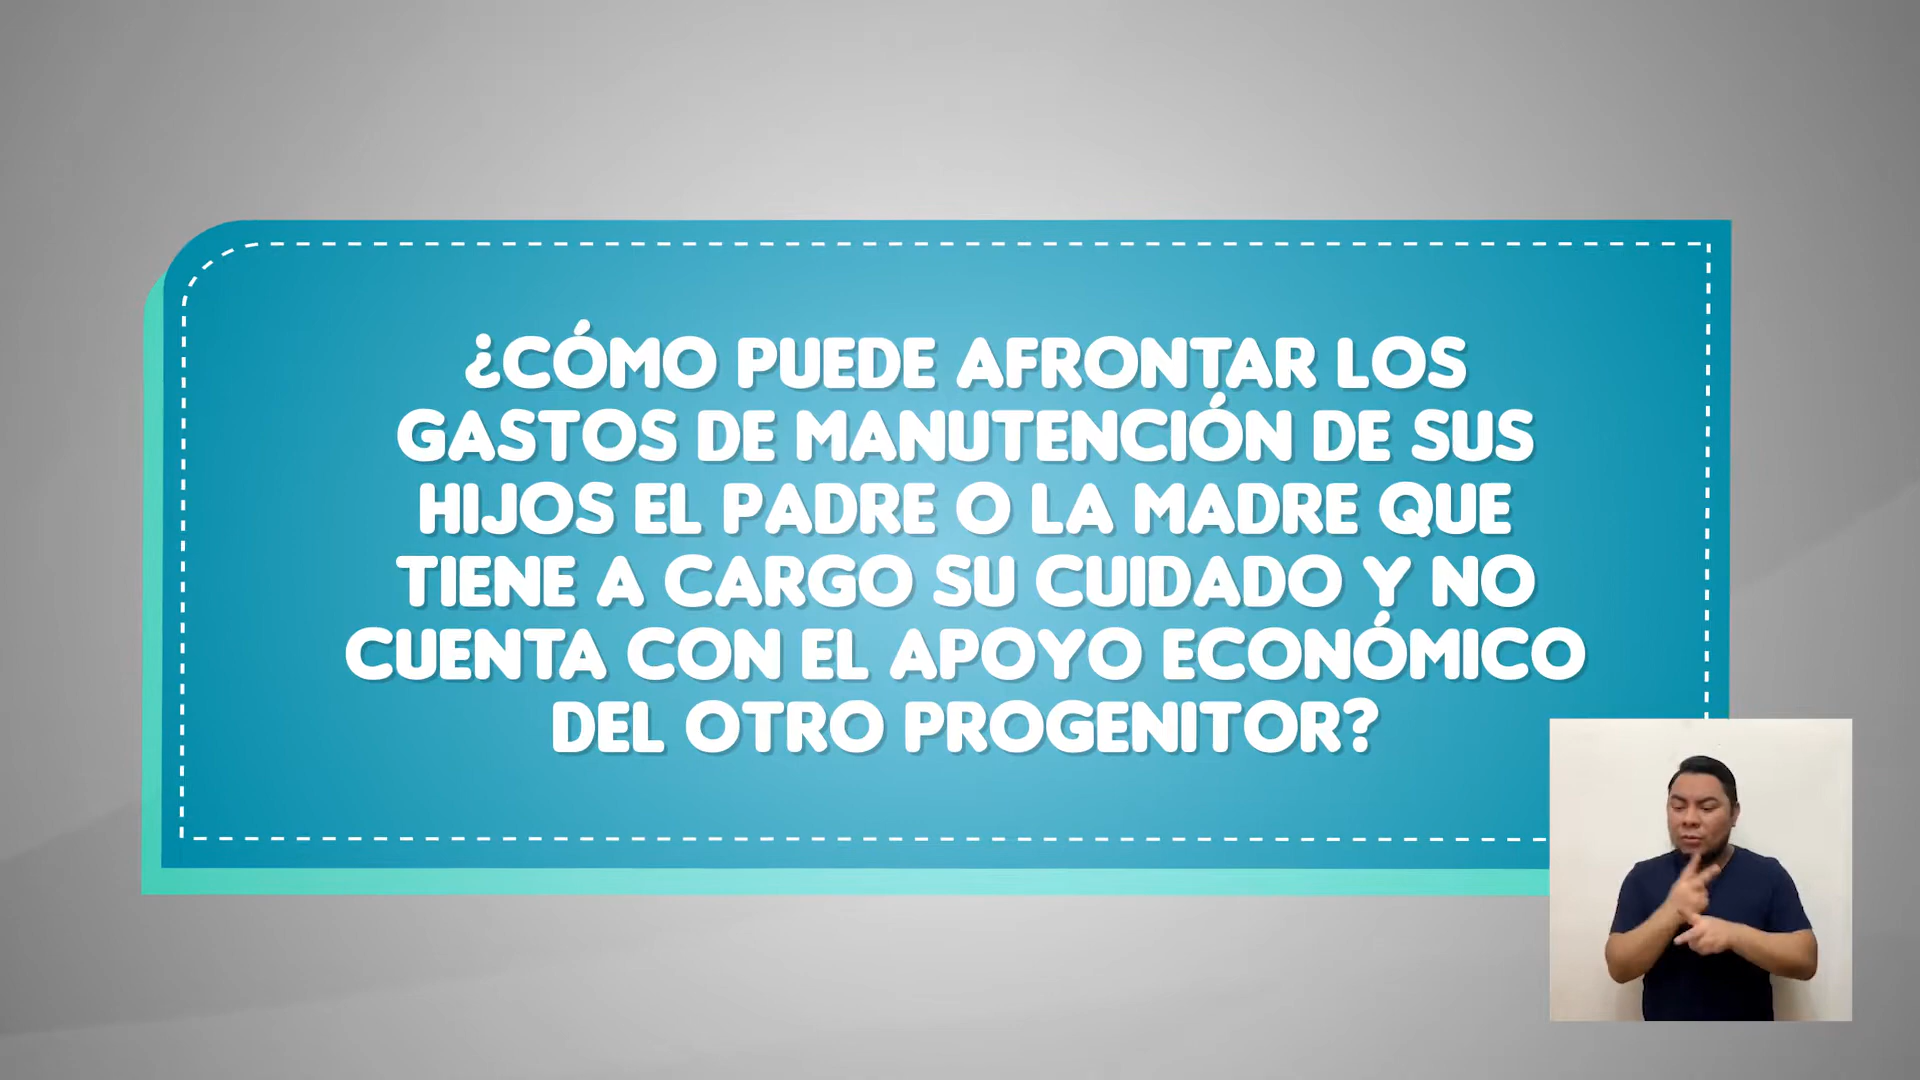 ¿CÓMO PUEDE AFRONTAR LOS
GASTOS DE MANUTENCIÓN DE SUS
HIJOS EL PADRE O LA MADRE QUE
TIENE A CARGO SU CUIDADO Y NO
CUENTA CON EL APOYO ECONÓMICO
DEL OTRO PROGENITOR?